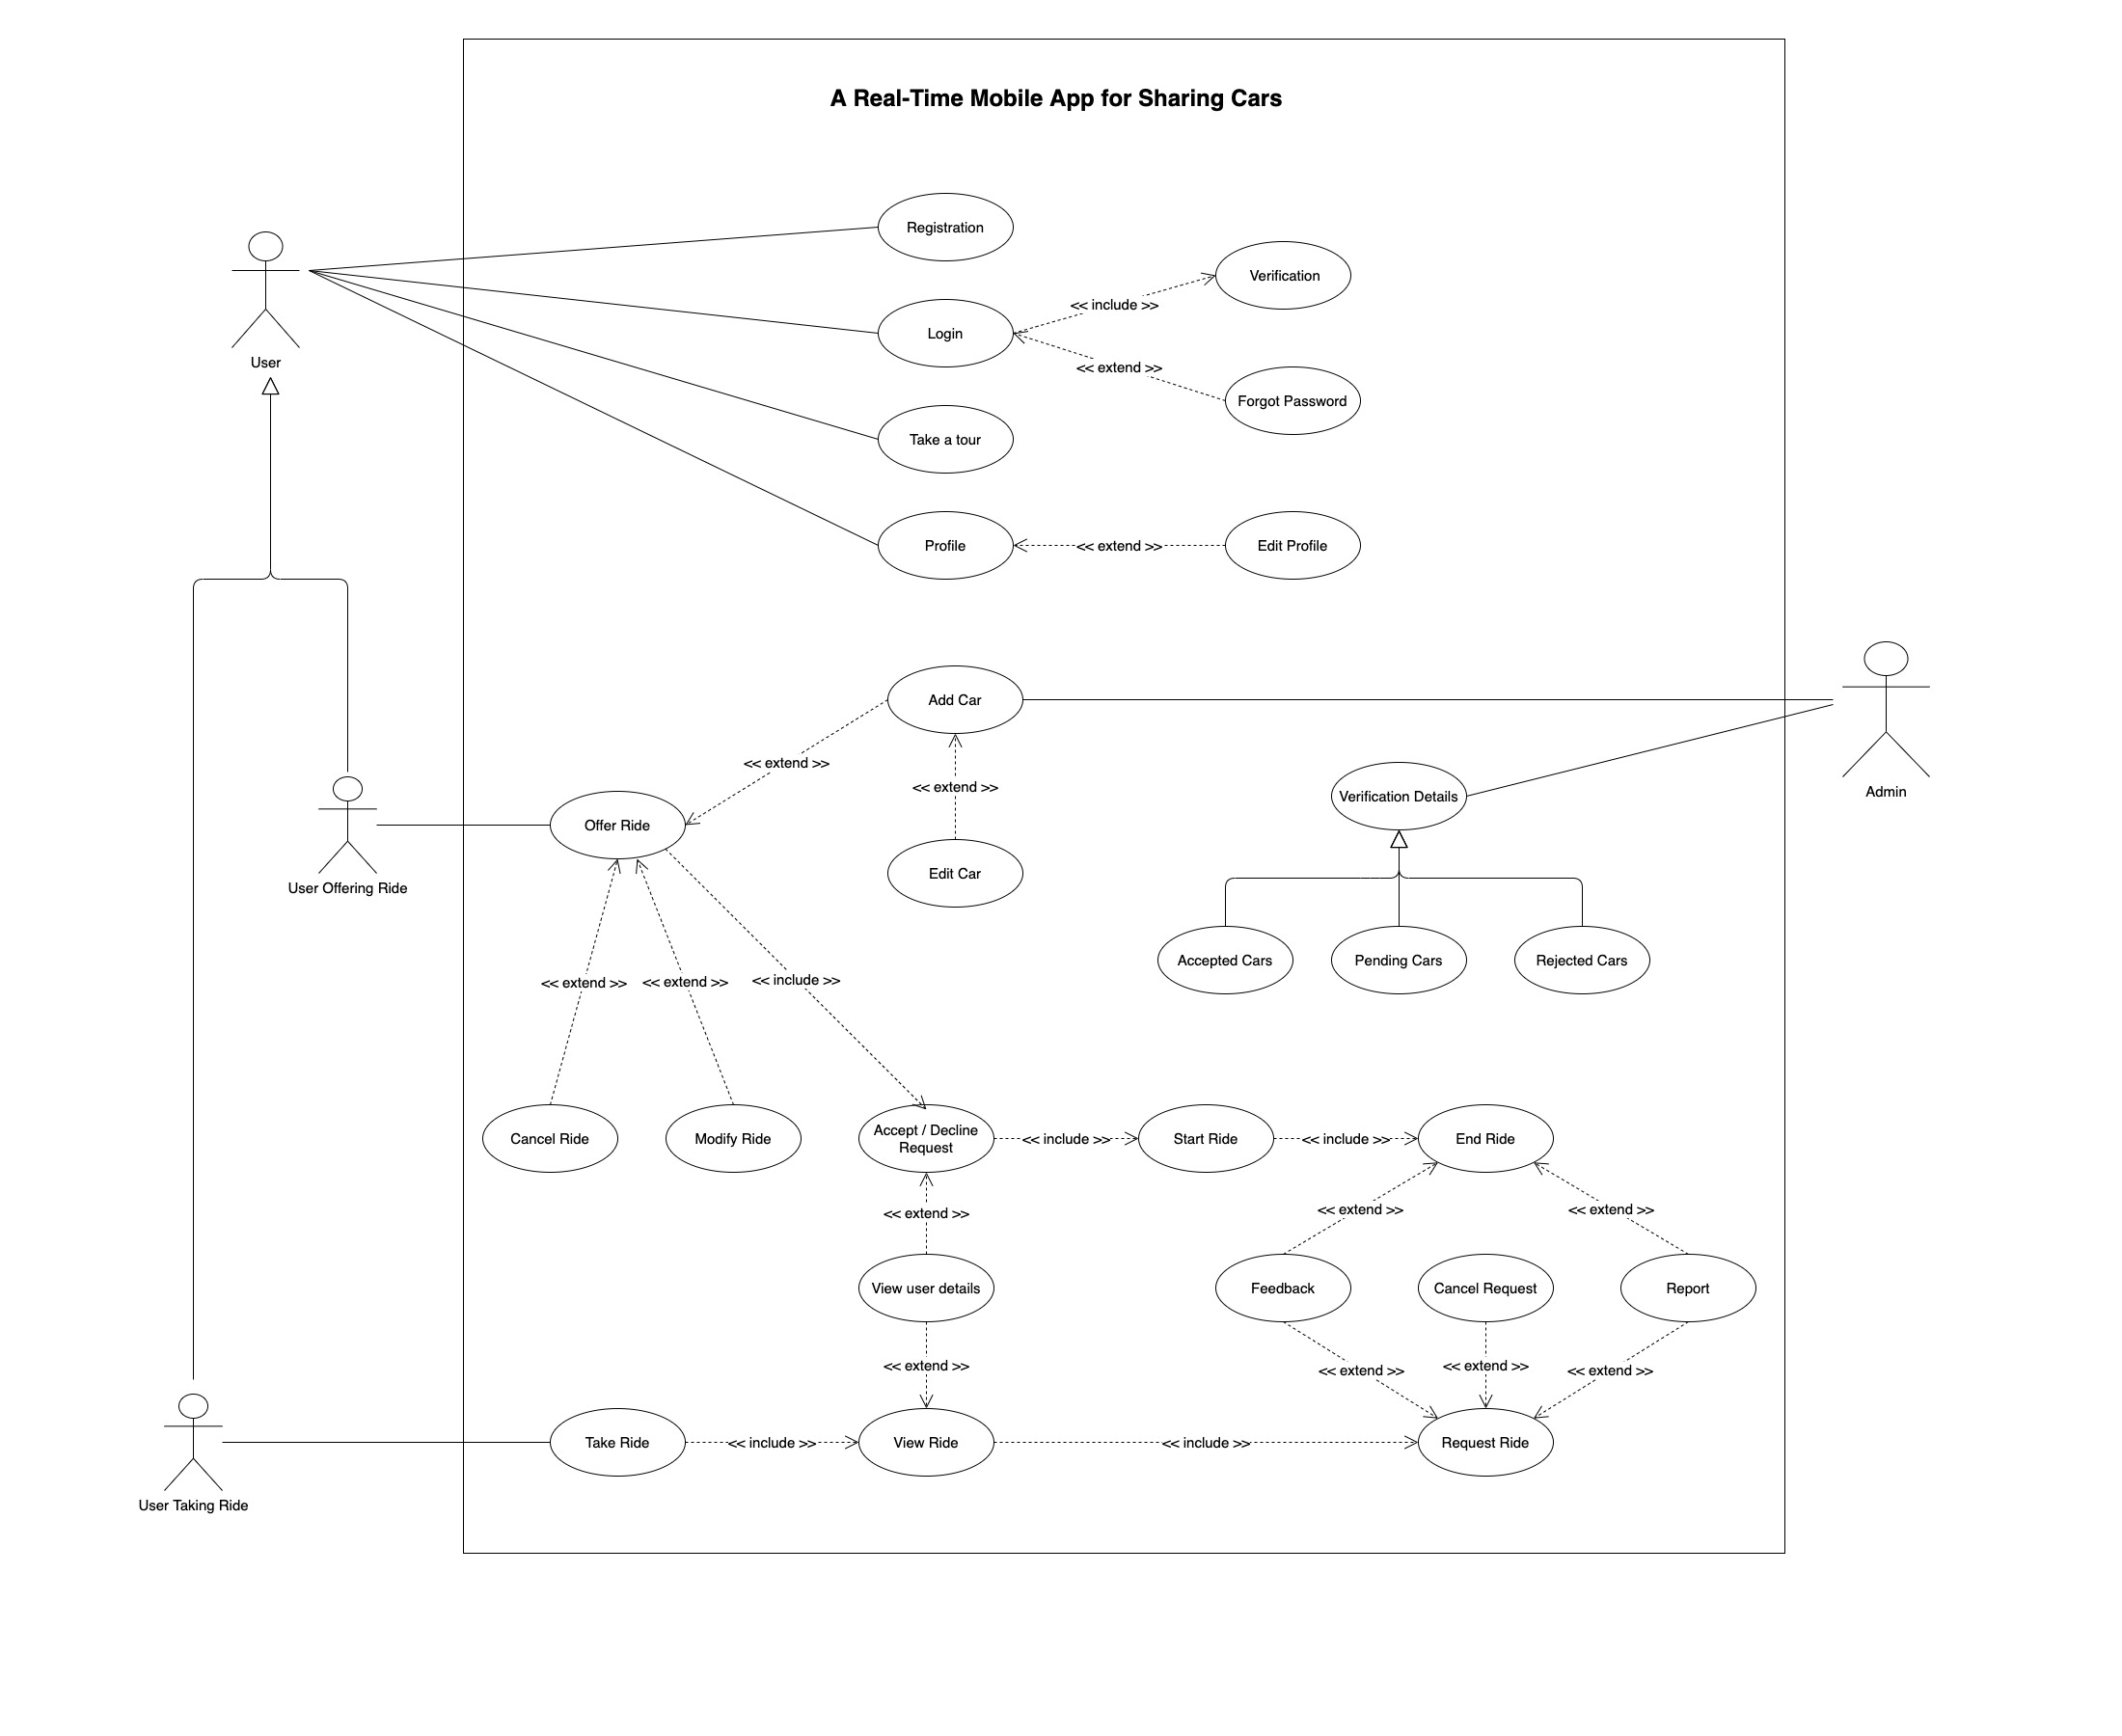 A Real-Time Mobile App for Sharing Cars
Registration
Verification
<< include >>
Login
User
<< extend >>
Forgot Password
Take a tour
Profile
<< extend >>
Edit Profile
Add Car
<< extend >>
<< extend >>
Verification Details
Admin
Offer Ride
Edit Car
User Offering Ride
Accepted Cars
Pending Cars
Rejected Cars
<< extend >>
<< extend >>
<< include >>
Cancel Ride
Modify Ride
Accept / Decline
Request
<< include >>
Start Ride
<< include >>
End Ride
<< extend >>
<< extend >>
<< extend >>
View user details
Feedback
Cancel Request
Report
<< extend >>
<< extend >>
<< extend >>
<< extend >>
Take Ride
<< include >>
View Ride
<< include >>
Request Ride
User Taking Ride